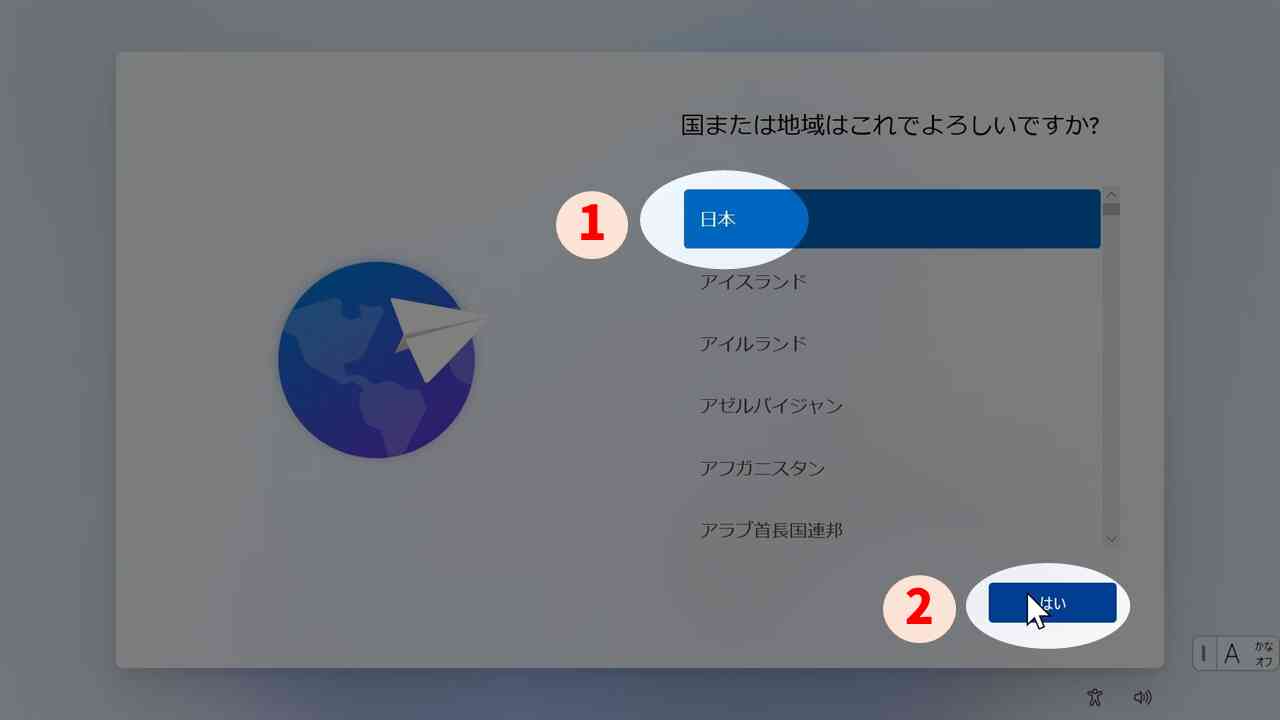 国または地域はこれでよろしいですか?
1
日本
アイスランド
アイルランド
アゼルバイジャン
アフガニスタン
アラブ首長国連邦
2
はい
A
かな
オフ